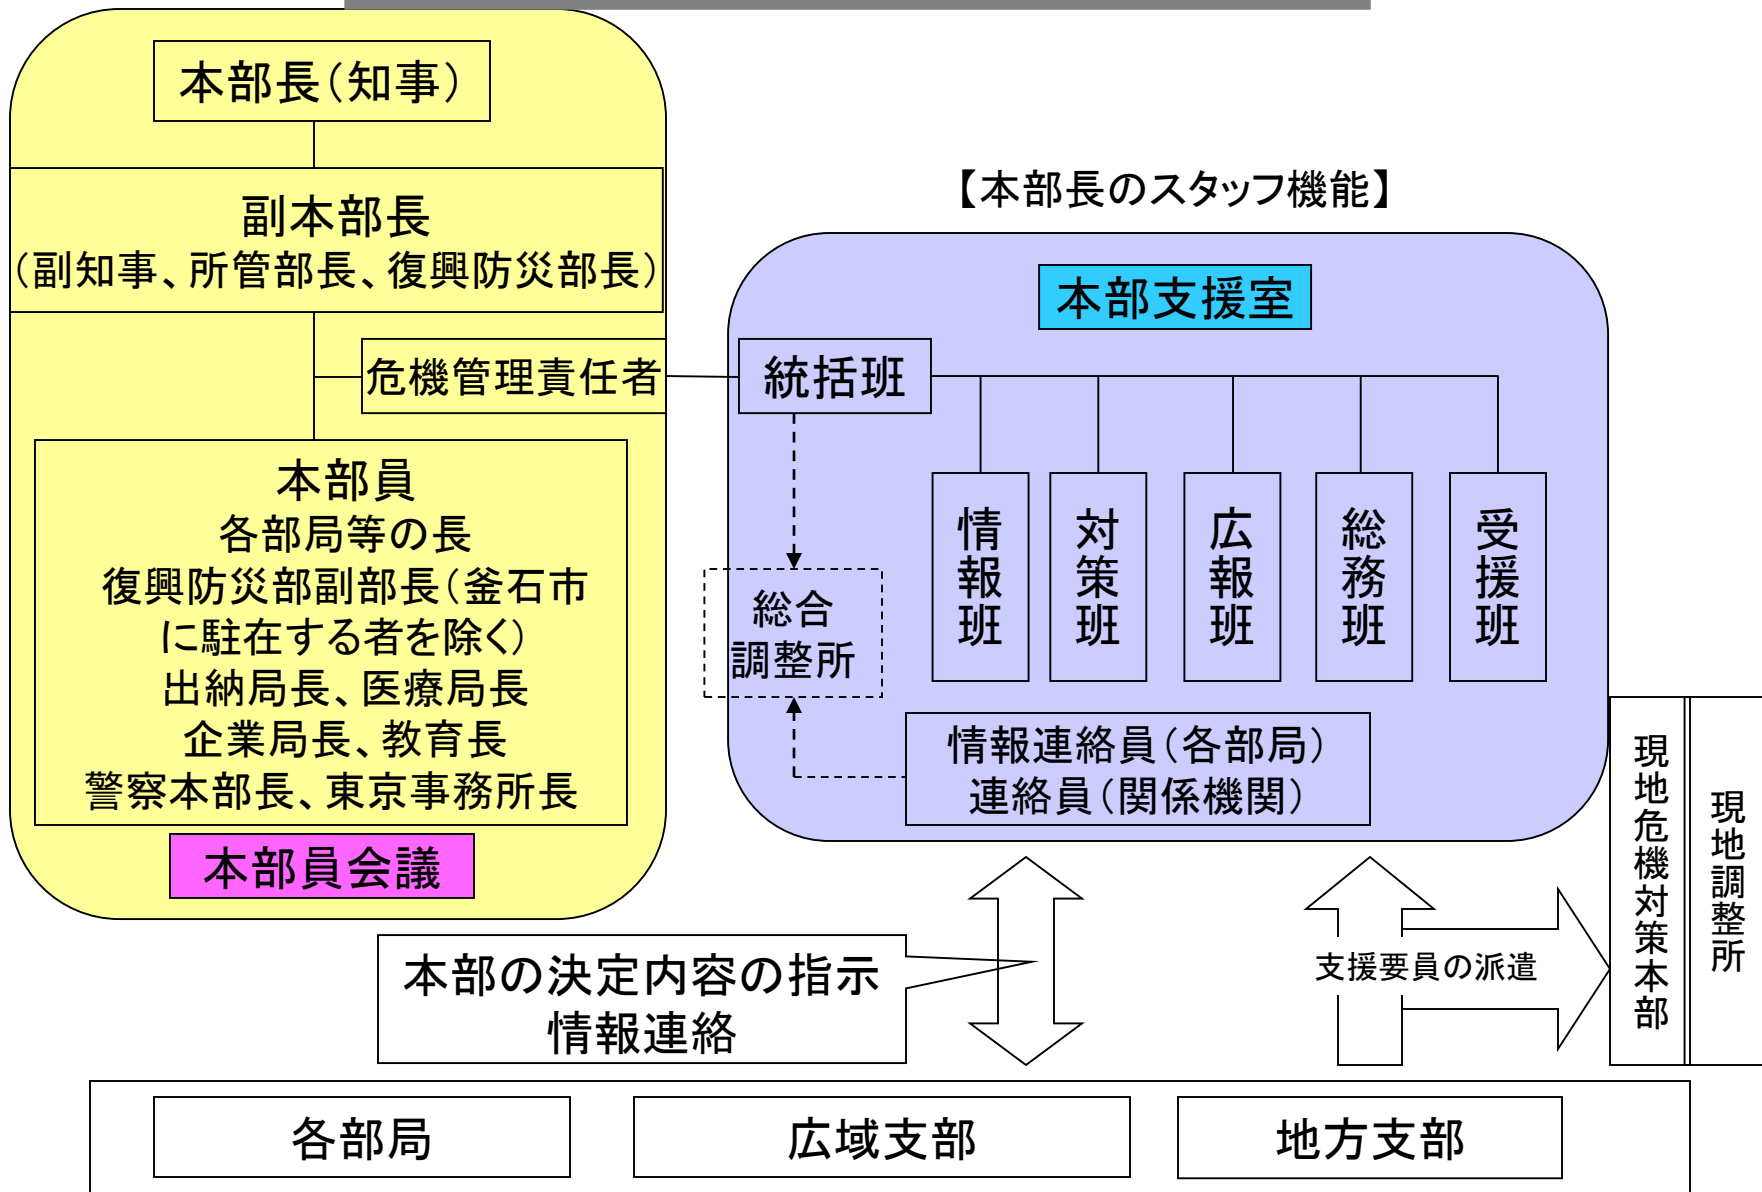 本部長（知事）
副本部長
（副知事、所管部長、復興防災部長）
危機管理責任者
本部員
各部局等の長
復興防災部副部長（釜石市
に駐在する者を除く）
出納局長、医療局長
企業局長、教育長
警察本部長、東京事務所長
本部員会議
【本部長のスタッフ機能】
本部支援室
統括班
情報班
対策班
広報班
総務班
受援班
総合
調整所
情報連絡員（各部局）
連絡員（関係機関）
現地危機対策本部
現地調整所
本部の決定内容の指示
情報連絡
支援要員の派遣
各部局
広域支部
地方支部